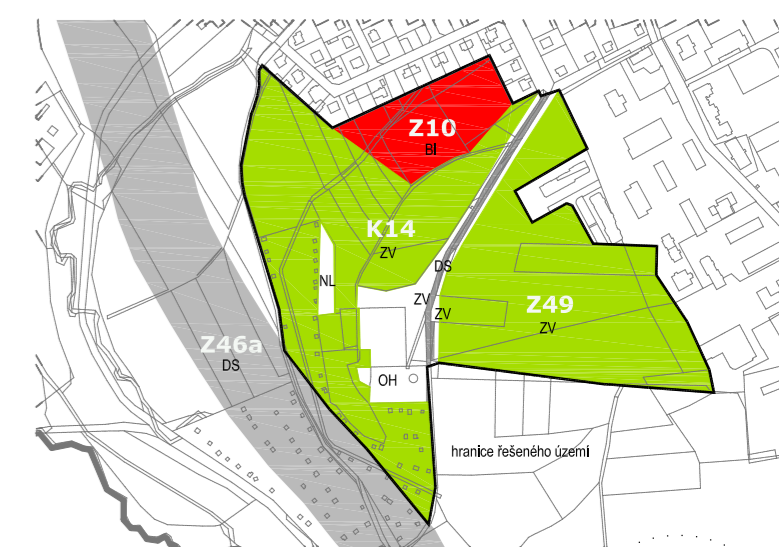 Z10
BI
K14
ZV
DS
NL
ZV
ZV
Z49
ZV
Z46a
DS
OH
hranice řešeného území